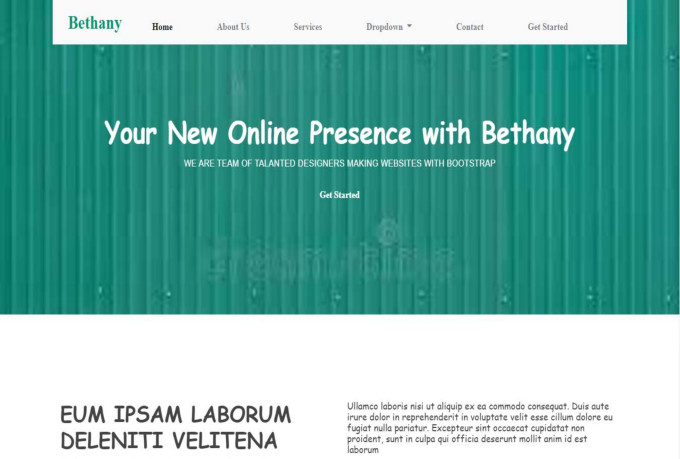 Bethany Home About Us Services Dropdown Contact Get Started
Your New Online Presence with Bethany
WE ARE TEAM OF TALANTED DESIGNERS MAKING WEBSITES WITH BOOTSTRAP
Get Started
EUM IPSAM LABORUM
DELENITI VELITENA
Ullamco laboris nisi ut aliquip ex ea commodo consequat. Duis aute
irure dolor in reprehenderit in voluptate velit esse cillum dolore eu
fugiat nulla pariatur. Excepteur sint occaecat cupidatat non
proident, sunt in culpa qui officia deserunt mollit anim id est
laborum